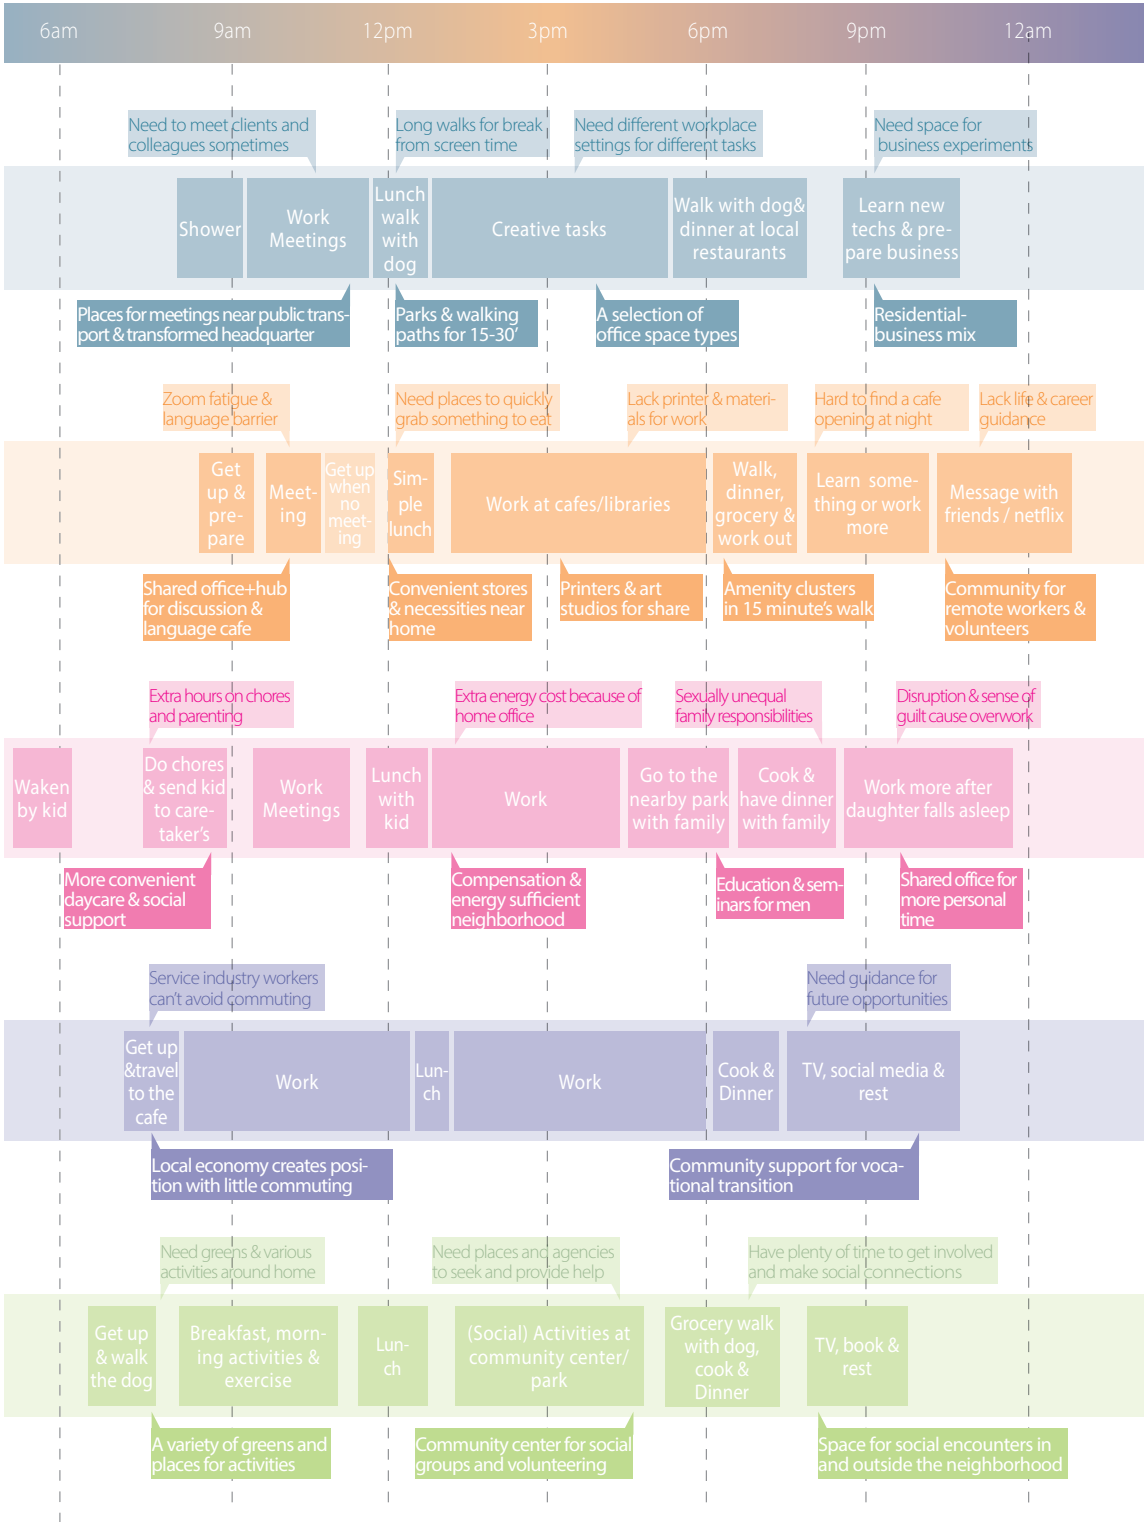 6am 9am 12pm 3pm 6pm 9pm 12am
Need to meet clients and
colleagues sometimes
Long walks for break
from screen time
Need different workplace
settings for different tasks
Need space for
business experiments
Shower
Work
Meetings
Lunch
walk
with
dog
Creative tasks
Walk with dog&
dinner at local
restaurants
Learn new
techs & pre-
pare business
Places for meetings near public trans-
port & transformed headquarter
Parks & walking
paths for 15-30'
A selection of
office space types
Residential-
business mix
Zoom fatigue &
language barrier
Need places to quickly
grab something to eat
Lack printer & materi-
als for work
Hard to find a cafe
opening at night
Lack life & career
guidance
Get
up &
pre-
pare
Meet-
ing
Get up
when
no
meet-
ing
Sim-
ple
lunch
Work at cafes/libraries
Walk,
dinner,
grocery &
work out
Learn some-
thing or work
more
Message with
friends / netflix
Shared office+hub
for discussion &
language cafe
Convenient stores
& necessities near
home
Printers & art
studios for share
Amenity clusters
in 15 minute's walk
Community for
remote workers &
volunteers
Extra hours on chores
and parenting
Extra energy cost because of
home office
Sexually unequal
family responsibilities
Disruption & sense of
guilt cause overwork
Waken
by kid
Do chores
& send kid
to care-
taker's
Work
Meetings
Lunch
with
kid
Work
Go to the
nearby park
with family
Cook &
have dinner
with family
Work more after
daughter falls asleep
More convenient
daycare & social
support
Compensation &
energy sufficient
neighborhood
Education & sem-
inars for men
Shared office for
more personal
time
Service industry workers
can't avoid commuting
Need guidance for
future opportunities
Get up
&travel
to the
cafe
Work
Lun-
ch
Work
Cook &
Dinner
TV, social media &
rest
Local economy creates posi-
tion with little commuting
Community support for voca-
tional transition
Need greens & various
activities around home
Need places and agencies
to seek and provide help
Have plenty of time to get involved
and make social connections
Get up
& walk
the dog
Breakfast, morn-
ing activities &
exercise
Lun-
ch
(Social) Activities at
community center/
park
Grocery walk
with dog,
cook &
Dinner
TV, book &
rest
A variety of greens and
places for activities
Community center for social
groups and volunteering
Space for social encounters in
and outside the neighborhood